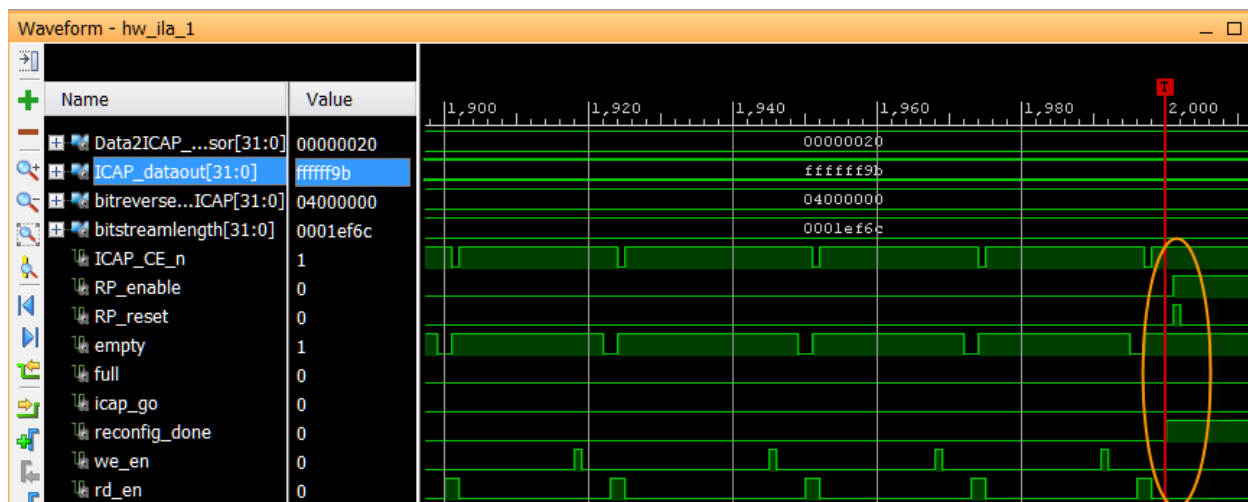 Waveform - hw_ila_1
T
Name Value 1,900 1,920 1,940 1,960 1,980 2,000
Data2ICAP_...sor[31:0] 00000020 00000020
ICAP_dataout[31:0] ffffff9b ffffff9b
bitreverse...ICAP[31:0] 04000000 04000000
bitstreamlength[31:0] 0001ef6c 0001ef6c
ICAP_CE_n 1
RP_enable 0
RP_reset 0
empty 1
full 0
icap_go 0
reconfig_done 0
we_en 0
rd_en 0